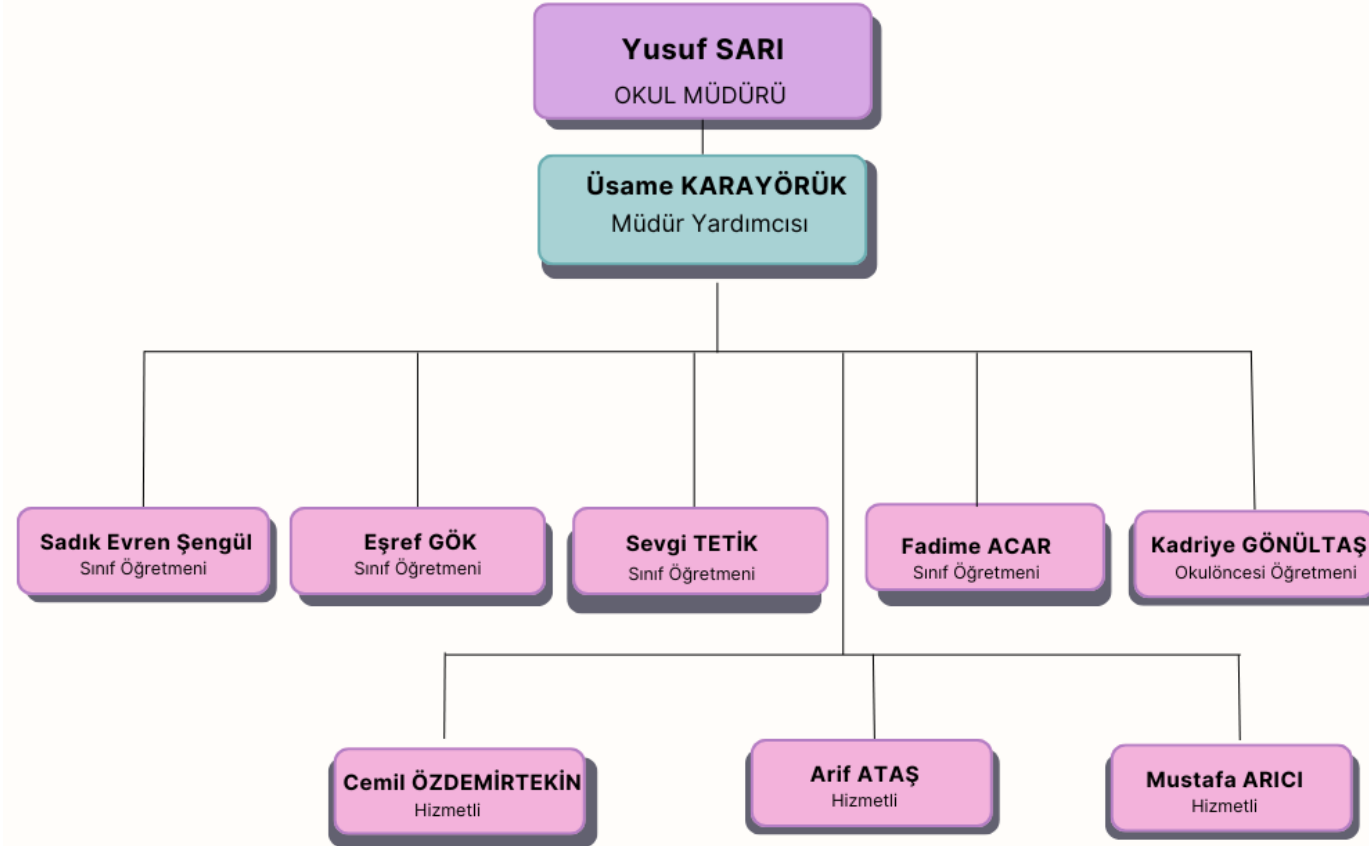 Yusuf SARI
OKUL MÜDÜRÜ
Üsame KARAYÖRÜK
Müdür Yardımcısı
Sadık Evren Şengül
Sınıf Öğretmeni
Eşref GÖK
Sınıf Öğretmeni
Sevgi TETİK
Sınıf Öğretmeni
Fadime ACAR
Sınıf Öğretmeni
Kadriye GÖNÜLTAŞ
Okulöncesi Öğretmeni
Cemil ÖZDEMİRTEKİN
Hizmetli
Arif ATAŞ
Hizmetli
Mustafa ARICI
Hizmetli